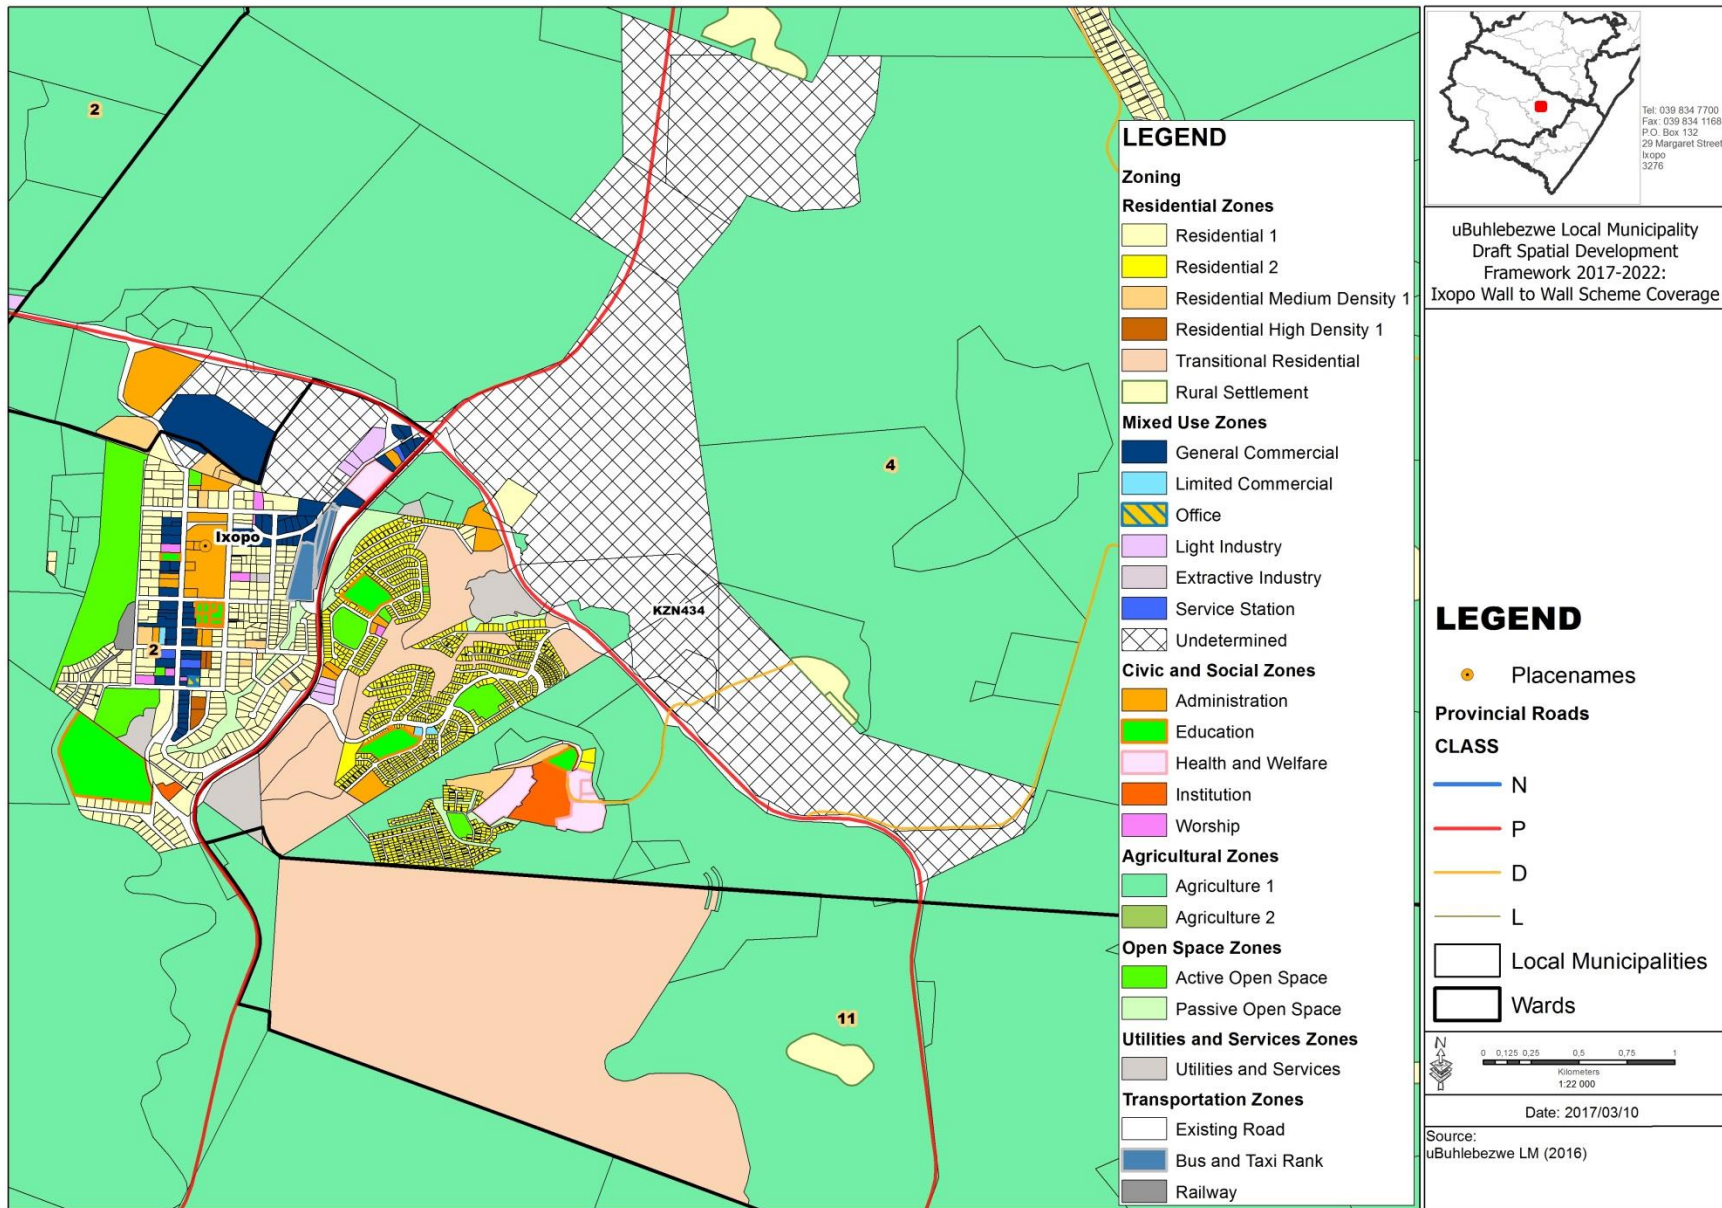 2
4
KZN434
Ixopo
2
11
LEGEND
Zoning
Residential Zones
Residential 1
Residential 2
Residential Medium Density 1
Residential High Density 1
Transitional Residential
Rural Settlement
Mixed Use Zones
General Commercial
Limited Commercial
Office
Light Industry
Extractive Industry
Service Station
Undetermined
Civic and Social Zones
Administration
Education
Health and Welfare
Institution
Worship
Agricultural Zones
Agriculture 1
Agriculture 2
Open Space Zones
Active Open Space
Passive Open Space
Utilities and Services Zones
Utilities and Services
Transportation Zones
Existing Road
Bus and Taxi Rank
Railway
Tel: 039 834 7700
Fax: 039 834 1168
P.O. Box 132
29 Margaret Street
Ixopo
3276
uBuhlebezwe Local Municipality
Draft Spatial Development
Framework 2017-2022:
Ixopo Wall to Wall Scheme Coverage
LEGEND
Placenames
Provincial Roads
CLASS
N
P
D
L
Local Municipalities
Wards
N
0 0,125 0,25 0,5 0,75 1
Kilometers
1:22 000
Date: 2017/03/10
Source:
uBuhlebezwe LM (2016)